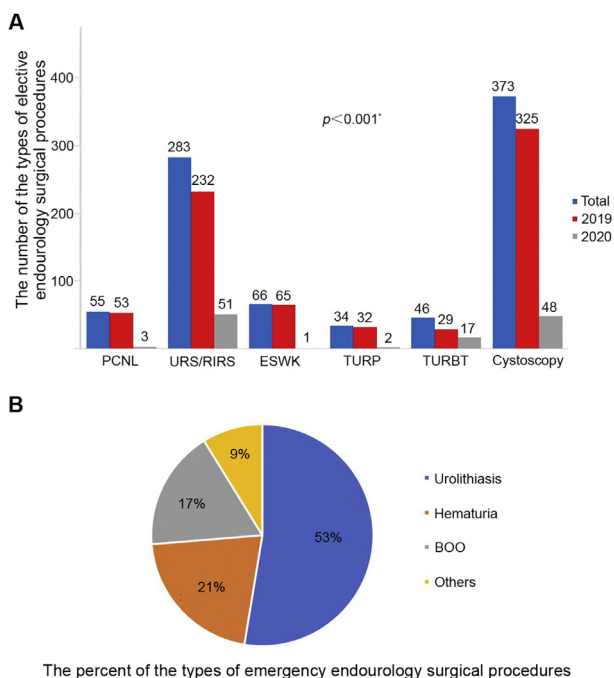 A
The number of the types of elective
endourology surgical procedures
400
300
200
100
p<0.001*
55 53 3
283 232 51
66 65 1
34 32 2
46 29 17
373 325 48
PCNL URS/RIRS ESWK TURP TURBT Cystoscopy
Total
2019
2020
B
9%
17%
53%
21%
Urolithiasis
Hematuria
BOO
Others
The percent of the types of emergency endourology surgical procedures